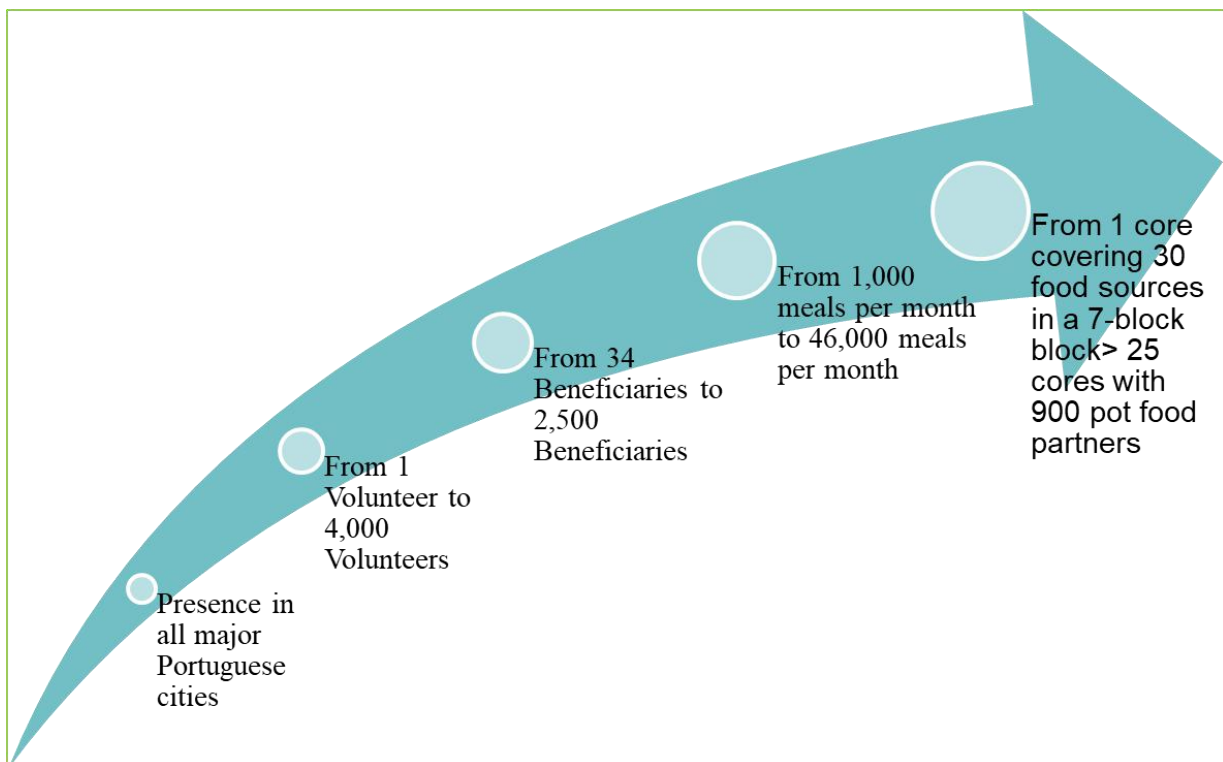 Presence in
all major
Portuguese
cities
From 1
Volunteer to
4,000
Volunteers
From 34
Beneficiaries to
2,500
Beneficiaries
From 1,000
meals per month
to 46,000 meals
per month
From 1 core
covering 30
food sources
in a 7-block
block> 25
cores with
900 pot food
partners